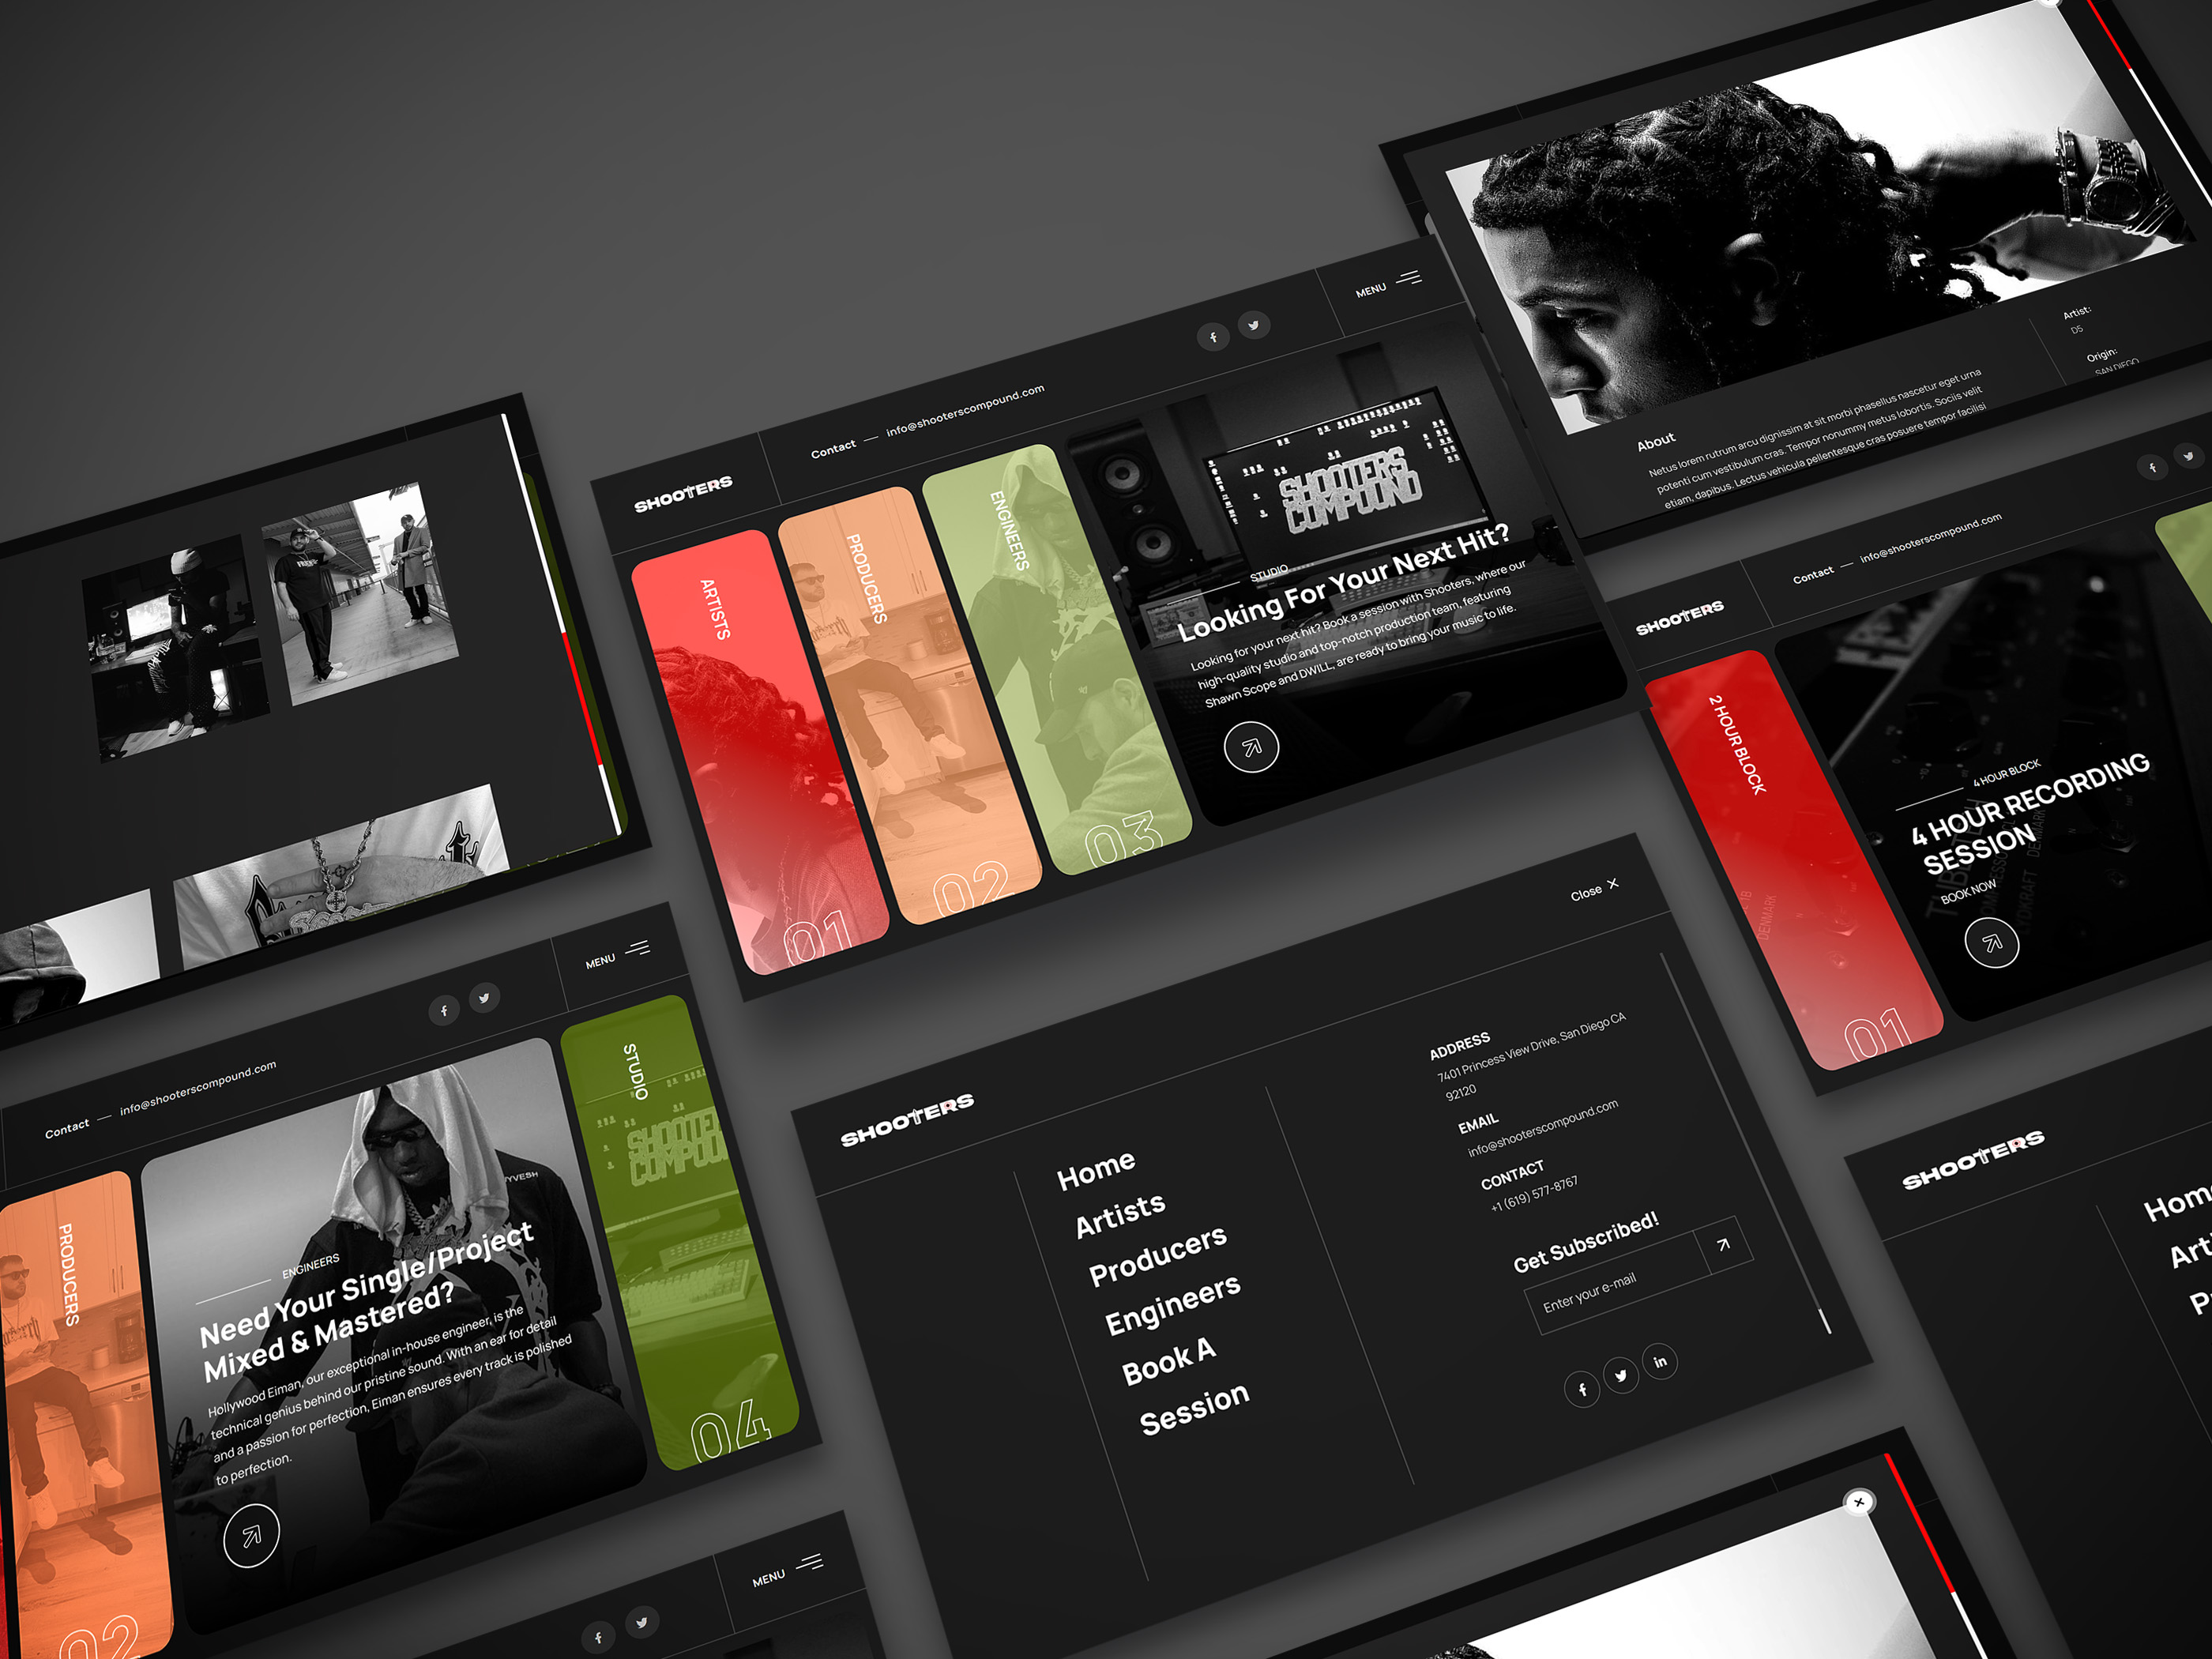 Artist:
D5
Origin:
SAN DIEGO
About
Netus lorem rutrum arcu dignissim at sit morbi phasellus nascetur eget urna
potenti cum vestibulum cras. Tempor nonummy metus lobortis. Sociis velit
etiam, dapibus. Lectus vehicula pellentesque cras posuere tempor facilisi
SHOOTERS
Contact — info@shooterscompound.com
MENU
ARTISTS
01
PRODUCERS
02
ENGINEERS
03
SHOOTERS
COMPOUND
STUDIO
Looking For Your Next Hit?
Looking for your next hit? Book a session with Shooters, where our
high-quality studio and top-notch production team, featuring
Shawn Scope and DWILL, are ready to bring your music to life.
SHOOTERS
Contact — info@shooterscompound.com
2 HOUR BLOCK
DENMARK
01
4 HOUR BLOCK
4 HOUR RECORDING
SESSION
BOOK NOW
DENMARK
Contact — info@shooterscompound.com
MENU
PRODUCERS
02
ENGINEERS
Need Your Single/Project
Mixed & Mastered?
Hollywood Eiman, our exceptional in-house engineer, is the
technical genius behind our pristine sound. With an ear for detail
and a passion for perfection, Eiman ensures every track is polished
to perfection.
STUDIO
04
SHOOTERS
Close
Home
Artists
Producers
Engineers
Book A
Session
ADDRESS
7401 Princess View Drive, San Diego CA
92120
EMAIL
info@shooterscompound.com
CONTACT
+1 (619) 577-8767
Get Subscribed!
Enter your e-mail
SHOOTERS
MENU